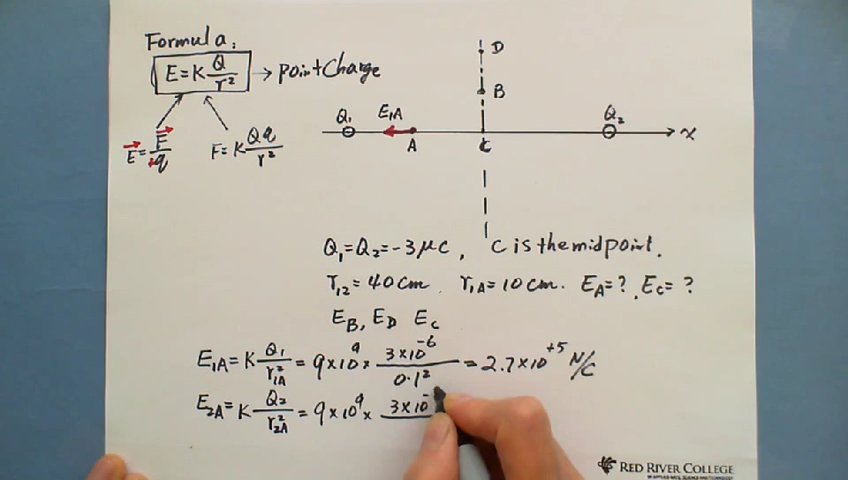 Formula:
E=K Q/r² → point Charge
E=F/q F=K Qq/r²
D
B
Q₁ E₁A Q₂
A C x
Q₁=Q₂=-3μC, C is the midpoint.
r₁₂=40cm. r₁A=10cm. E_A=?, E_C=?
E_B, E_D E_C
E₁A=K Q₁/r₁A² = 9×10⁹ × 3×10⁻⁶/0.1² = 2.7×10⁺⁵ N/C
E₂A=K Q₂/r₂A² = 9×10⁹ × 3×10⁻
RED RIVER COLLEGE